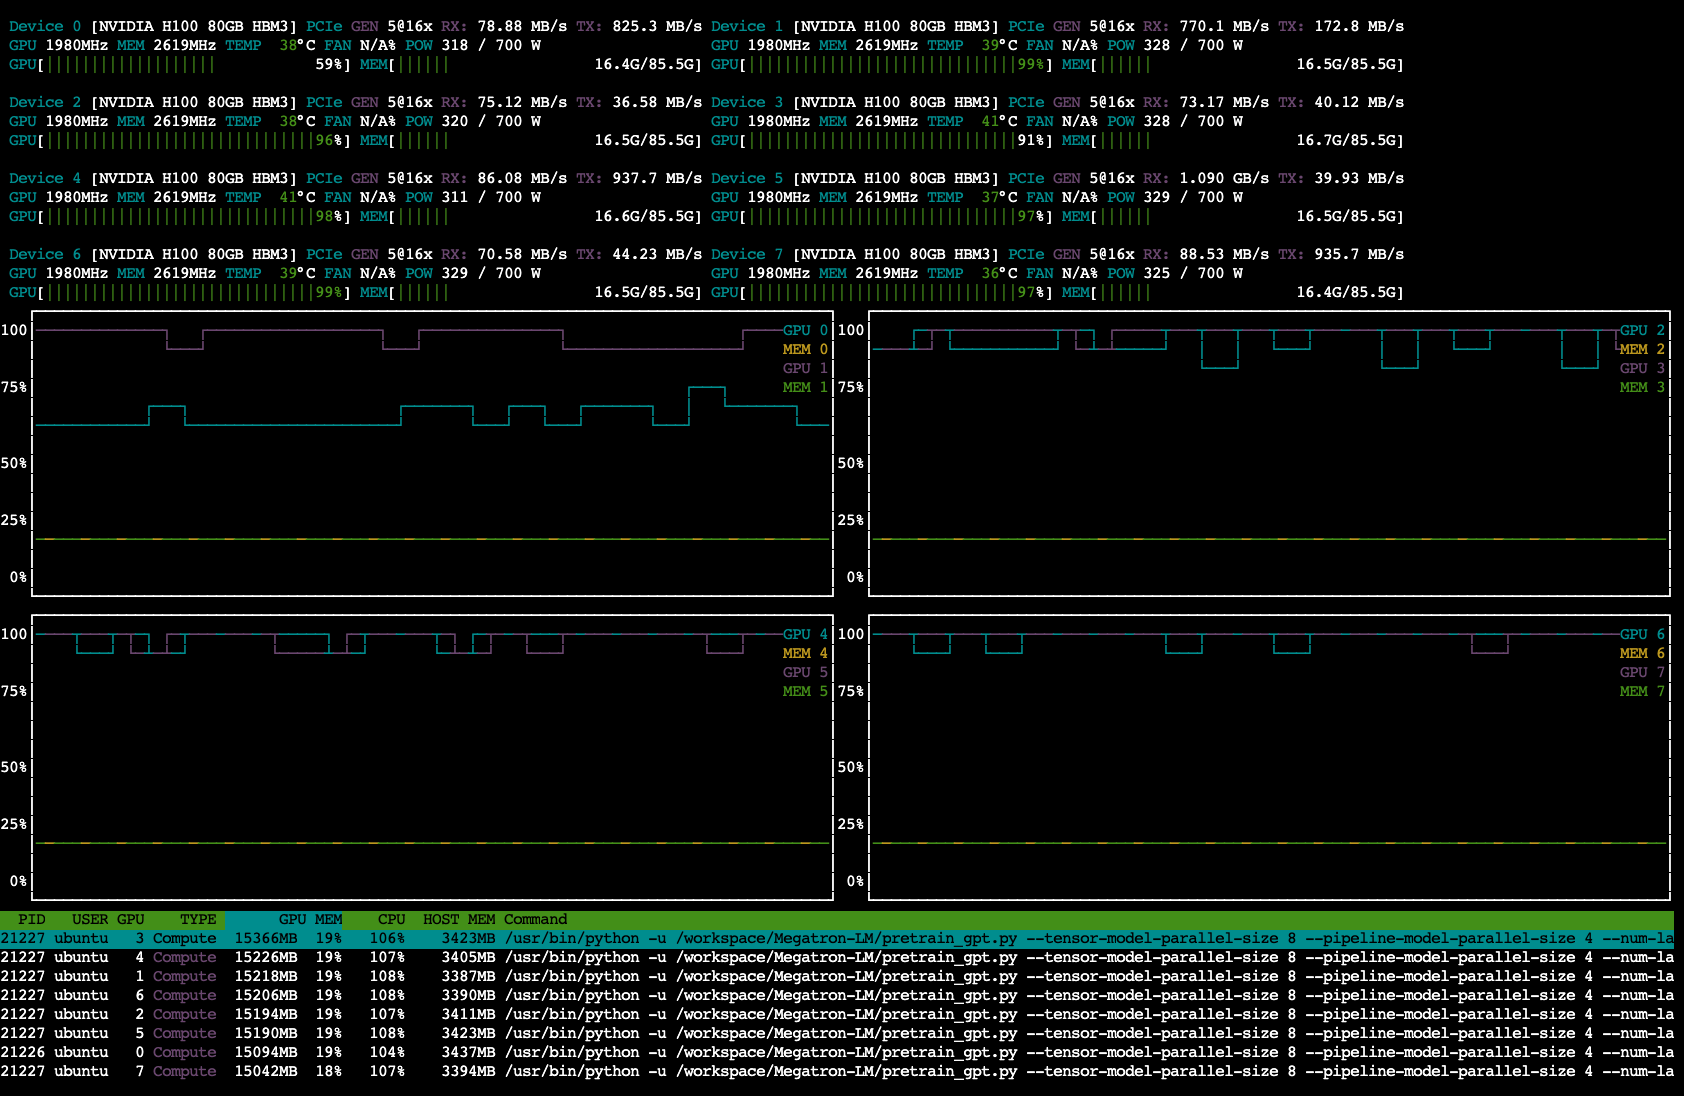 Device 0 [NVIDIA H100 80GB HBM3] PCIe GEN 5@16x RX: 78.88 MB/s TX: 825.3 MB/s Device 1 [NVIDIA H100 80GB HBM3] PCIe GEN 5@16x RX: 770.1 MB/s TX: 172.8 MB/s
GPU 1980MHz MEM 2619MHz TEMP 38°C FAN N/A% POW 318 / 700 W GPU 1980MHz MEM 2619MHz TEMP 39°C FAN N/A% POW 328 / 700 W
GPU[||||||||||||||||||| 59%] MEM[|||||| 16.4G/85.5G] GPU[||||||||||||||||||||||||||||||99%] MEM[|||||| 16.5G/85.5G]
Device 2 [NVIDIA H100 80GB HBM3] PCIe GEN 5@16x RX: 75.12 MB/s TX: 36.58 MB/s Device 3 [NVIDIA H100 80GB HBM3] PCIe GEN 5@16x RX: 73.17 MB/s TX: 40.12 MB/s
GPU 1980MHz MEM 2619MHz TEMP 38°C FAN N/A% POW 320 / 700 W GPU 1980MHz MEM 2619MHz TEMP 41°C FAN N/A% POW 328 / 700 W
GPU[||||||||||||||||||||||||||||||96%] MEM[|||||| 16.5G/85.5G] GPU[||||||||||||||||||||||||||||||91%] MEM[|||||| 16.7G/85.5G]
Device 4 [NVIDIA H100 80GB HBM3] PCIe GEN 5@16x RX: 86.08 MB/s TX: 937.7 MB/s Device 5 [NVIDIA H100 80GB HBM3] PCIe GEN 5@16x RX: 1.090 GB/s TX: 39.93 MB/s
GPU 1980MHz MEM 2619MHz TEMP 41°C FAN N/A% POW 311 / 700 W GPU 1980MHz MEM 2619MHz TEMP 37°C FAN N/A% POW 329 / 700 W
GPU[||||||||||||||||||||||||||||||98%] MEM[|||||| 16.6G/85.5G] GPU[||||||||||||||||||||||||||||||97%] MEM[|||||| 16.5G/85.5G]
Device 6 [NVIDIA H100 80GB HBM3] PCIe GEN 5@16x RX: 70.58 MB/s TX: 44.23 MB/s Device 7 [NVIDIA H100 80GB HBM3] PCIe GEN 5@16x RX: 88.53 MB/s TX: 935.7 MB/s
GPU 1980MHz MEM 2619MHz TEMP 39°C FAN N/A% POW 329 / 700 W GPU 1980MHz MEM 2619MHz TEMP 36°C FAN N/A% POW 325 / 700 W
GPU[||||||||||||||||||||||||||||||99%] MEM[|||||| 16.5G/85.5G] GPU[||||||||||||||||||||||||||||||97%] MEM[|||||| 16.4G/85.5G]
100 GPU 0 100 GPU 2
MEM 0 MEM 2
GPU 1 GPU 3
75% MEM 1 75% MEM 3
50% 50%
25% 25%
0% 0%
100 GPU 4 100 GPU 6
MEM 4 MEM 6
GPU 5 GPU 7
75% MEM 5 75% MEM 7
50% 50%
25% 25%
0% 0%
PID USER GPU TYPE GPU MEM CPU HOST MEM Command
21227 ubuntu 3 Compute 15366MB 19% 106% 3423MB /usr/bin/python -u /workspace/Megatron-LM/pretrain_gpt.py --tensor-model-parallel-size 8 --pipeline-model-parallel-size 4 --num-la
21227 ubuntu 4 Compute 15226MB 19% 107% 3405MB /usr/bin/python -u /workspace/Megatron-LM/pretrain_gpt.py --tensor-model-parallel-size 8 --pipeline-model-parallel-size 4 --num-la
21227 ubuntu 1 Compute 15218MB 19% 108% 3387MB /usr/bin/python -u /workspace/Megatron-LM/pretrain_gpt.py --tensor-model-parallel-size 8 --pipeline-model-parallel-size 4 --num-la
21227 ubuntu 6 Compute 15206MB 19% 108% 3390MB /usr/bin/python -u /workspace/Megatron-LM/pretrain_gpt.py --tensor-model-parallel-size 8 --pipeline-model-parallel-size 4 --num-la
21227 ubuntu 2 Compute 15194MB 19% 107% 3411MB /usr/bin/python -u /workspace/Megatron-LM/pretrain_gpt.py --tensor-model-parallel-size 8 --pipeline-model-parallel-size 4 --num-la
21227 ubuntu 5 Compute 15190MB 19% 108% 3423MB /usr/bin/python -u /workspace/Megatron-LM/pretrain_gpt.py --tensor-model-parallel-size 8 --pipeline-model-parallel-size 4 --num-la
21226 ubuntu 0 Compute 15094MB 19% 104% 3437MB /usr/bin/python -u /workspace/Megatron-LM/pretrain_gpt.py --tensor-model-parallel-size 8 --pipeline-model-parallel-size 4 --num-la
21227 ubuntu 7 Compute 15042MB 18% 107% 3394MB /usr/bin/python -u /workspace/Megatron-LM/pretrain_gpt.py --tensor-model-parallel-size 8 --pipeline-model-parallel-size 4 --num-la